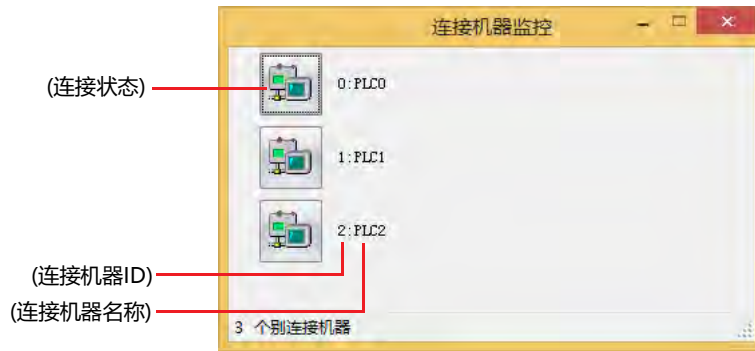 连接机器监控
(连接状态)
0:PLC0
1:PLC1
2:PLC2
(连接机器ID)
(连接机器名称)
3 个别连接机器